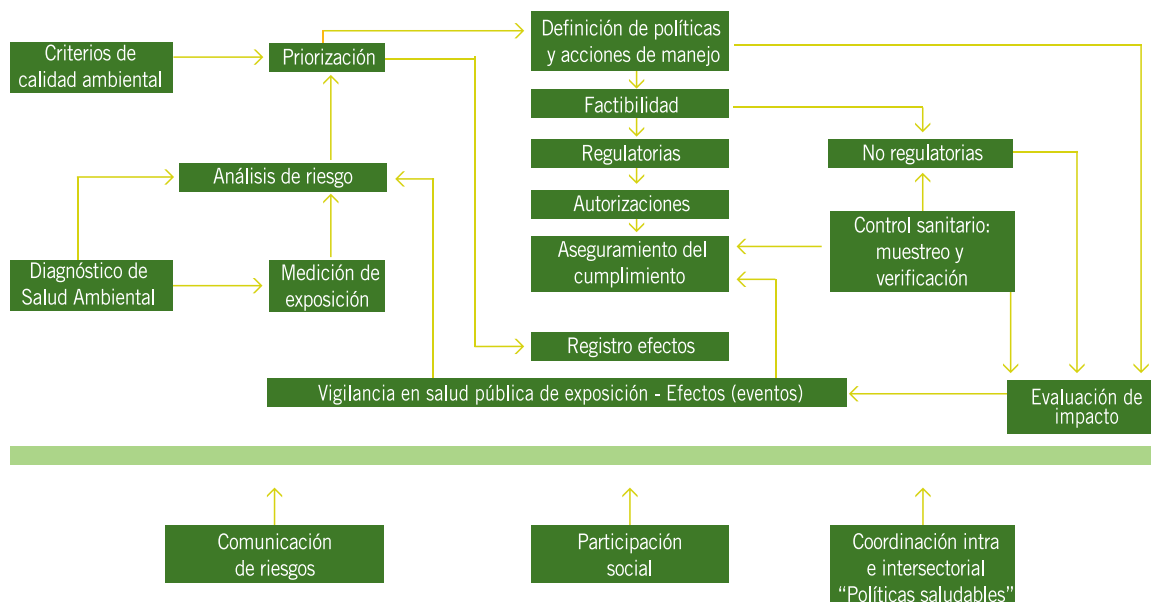 Criterios de
calidad ambiental
Priorización
Definición de políticas
y acciones de manejo
Factibilidad
Regulatorias
No regulatorias
Análisis de riesgo
Autorizaciones
Control sanitario:
muestreo y
verificación
Aseguramiento del
cumplimiento
Diagnóstico de
Salud Ambiental
Medición de
exposición
Registro efectos
Vigilancia en salud pública de exposición - Efectos (eventos)
Evaluación de
impacto
Comunicación
de riesgos
Participación
social
Coordinación intra
e intersectorial
“Políticas saludables”